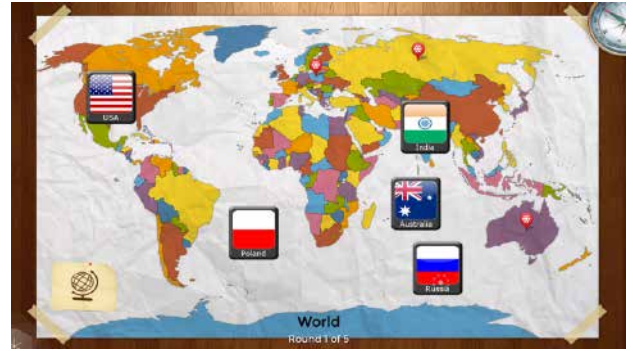 USA
India
Australia
Poland
Russia
World
Round 1 of 5